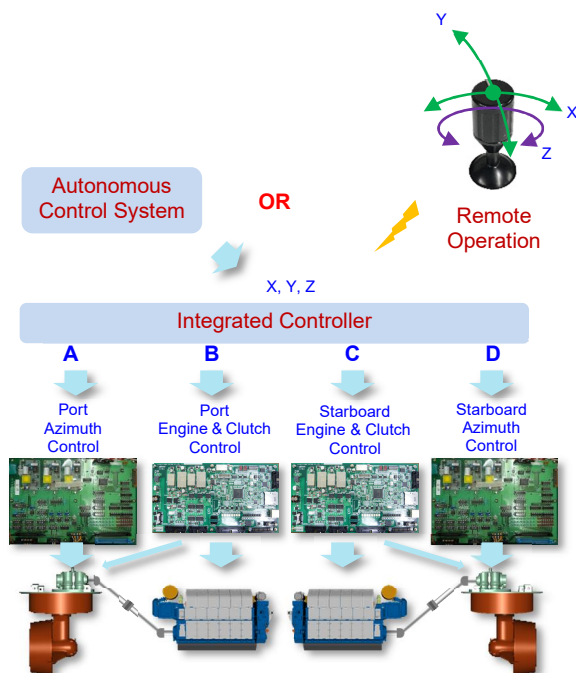 Y
X
Z
Autonomous
Control System
OR
Remote
Operation
X, Y, Z
Integrated Controller
A B C D
Port
Azimuth
Control
Port
Engine & Clutch
Control
Starboard
Engine & Clutch
Control
Starboard
Azimuth
Control